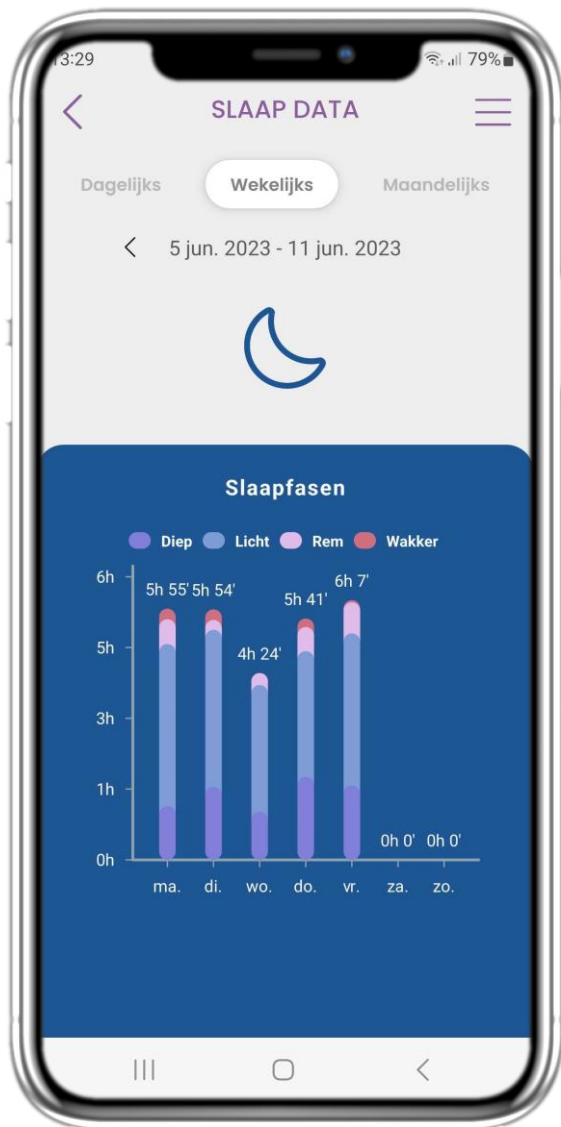 13:29 79%
SLAAP DATA
Dagelijks Wekelijks Maandelijks
5 jun. 2023 - 11 jun. 2023
Slaapfasen
Diep Licht Rem Wakker
6h
5h 55' 5h 54' 4h 24' 5h 41' 6h 7'
5h
3h
1h
0h 0' 0h 0'
0h
ma. di. wo. do. vr. za. zo.